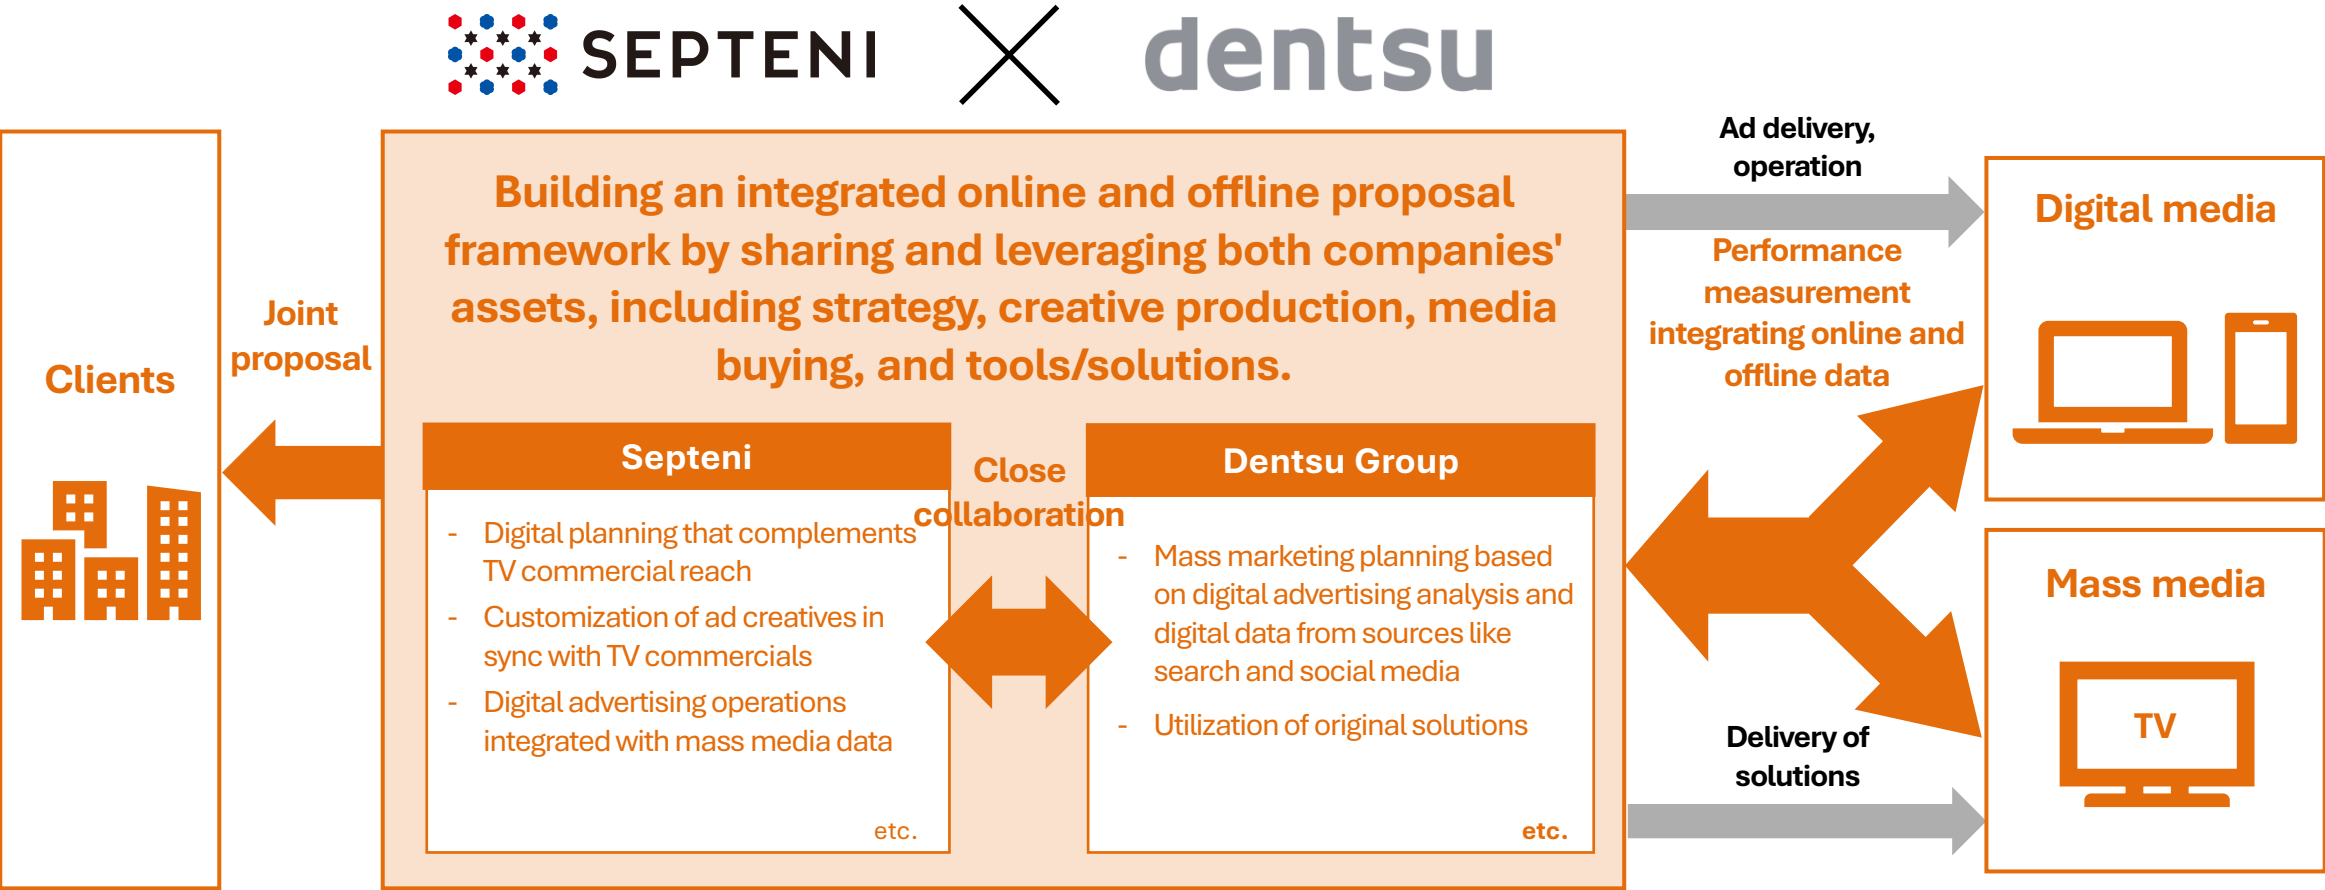 SEPTENI
dentsu
Clients
Joint
proposal
Building an integrated online and offline proposal
framework by sharing and leveraging both companies'
assets, including strategy, creative production, media
buying, and tools/solutions.
Septeni
- Digital planning that complements
TV commercial reach
- Customization of ad creatives in
sync with TV commercials
- Digital advertising operations
integrated with mass media data
etc.
Close
collaboration
Dentsu Group
- Mass marketing planning based
on digital advertising analysis and
digital data from sources like
search and social media
- Utilization of original solutions
etc.
Ad delivery,
operation
Performance
measurement
integrating online and
offline data
Delivery of
solutions
Digital media
Mass media
TV